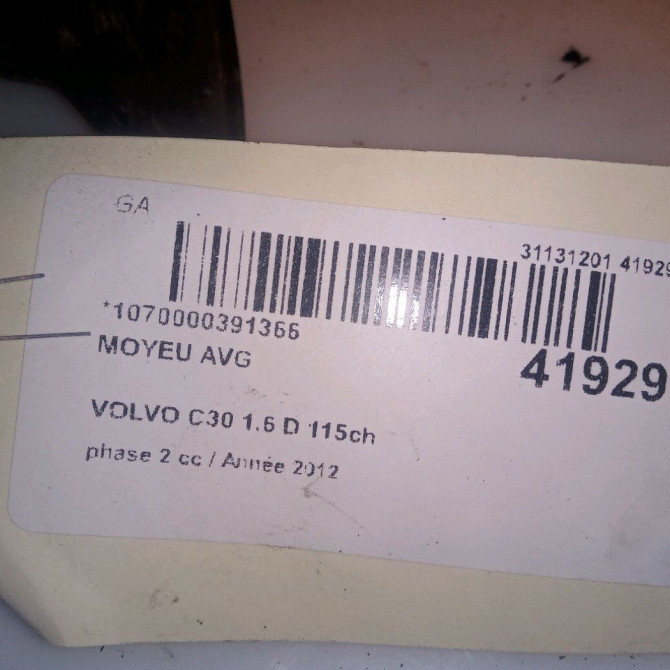 GA
31131201 41929
*1070000391366
41929
MOYEU AVG
VOLVO C30 1.6 D 115ch
phase 2 cc / Année 2012